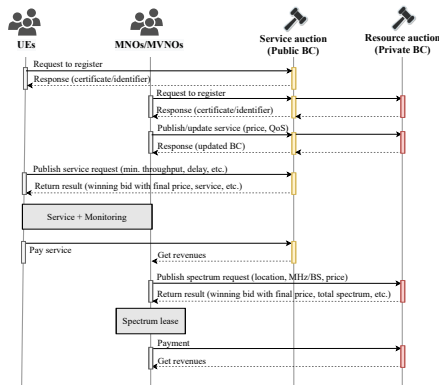 UEs
MNOs/MVNOs
Service auction
(Public BC)
Resource auction
(Private BC)
Request to register
Response (certificate/identifier)
Request to register
Response (certificate/identifier)
Publish/update service (price, QoS)
Response (updated BC)
Publish service request (min. throughput, delay, etc.)
Return result (winning bid with final price, service, etc.)
Service + Monitoring
Pay service
Get revenues
Publish spectrum request (location, MHz/BS, price)
Return result (winning bid with final price, total spectrum, etc.)
Spectrum lease
Payment
Get revenues